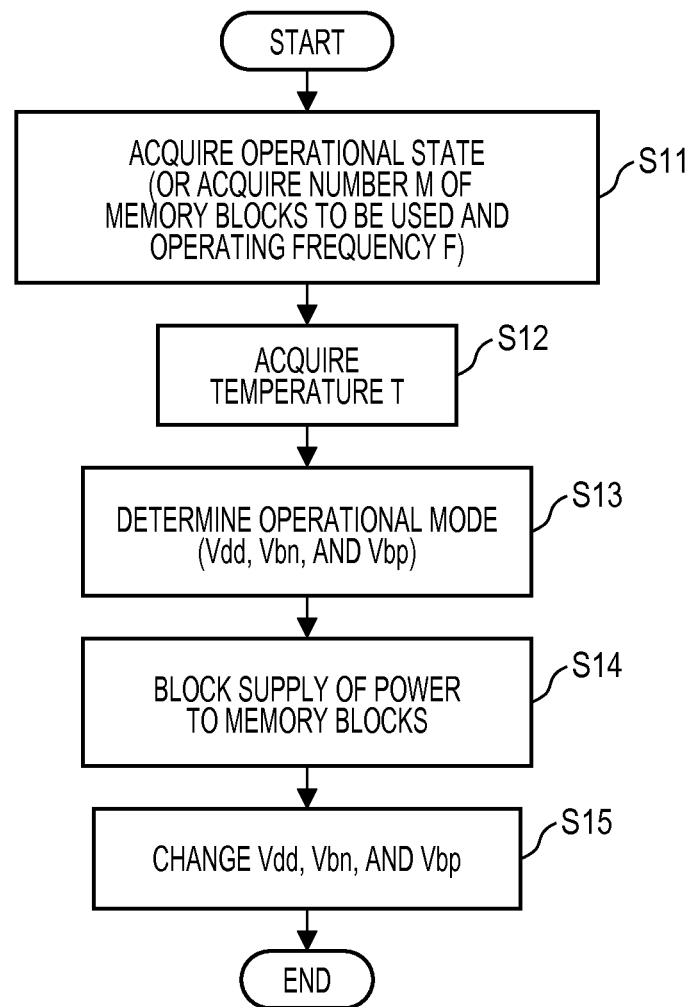 START
ACQUIRE OPERATIONAL STATE
(OR ACQUIRE NUMBER M OF
MEMORY BLOCKS TO BE USED AND
OPERATING FREQUENCY F)
S11
ACQUIRE
TEMPERATURE T
S12
DETERMINE OPERATIONAL MODE
(Vdd, Vbn, AND Vbp)
S13
BLOCK SUPPLY OF POWER
TO MEMORY BLOCKS
S14
CHANGE Vdd, Vbn, AND Vbp
S15
END